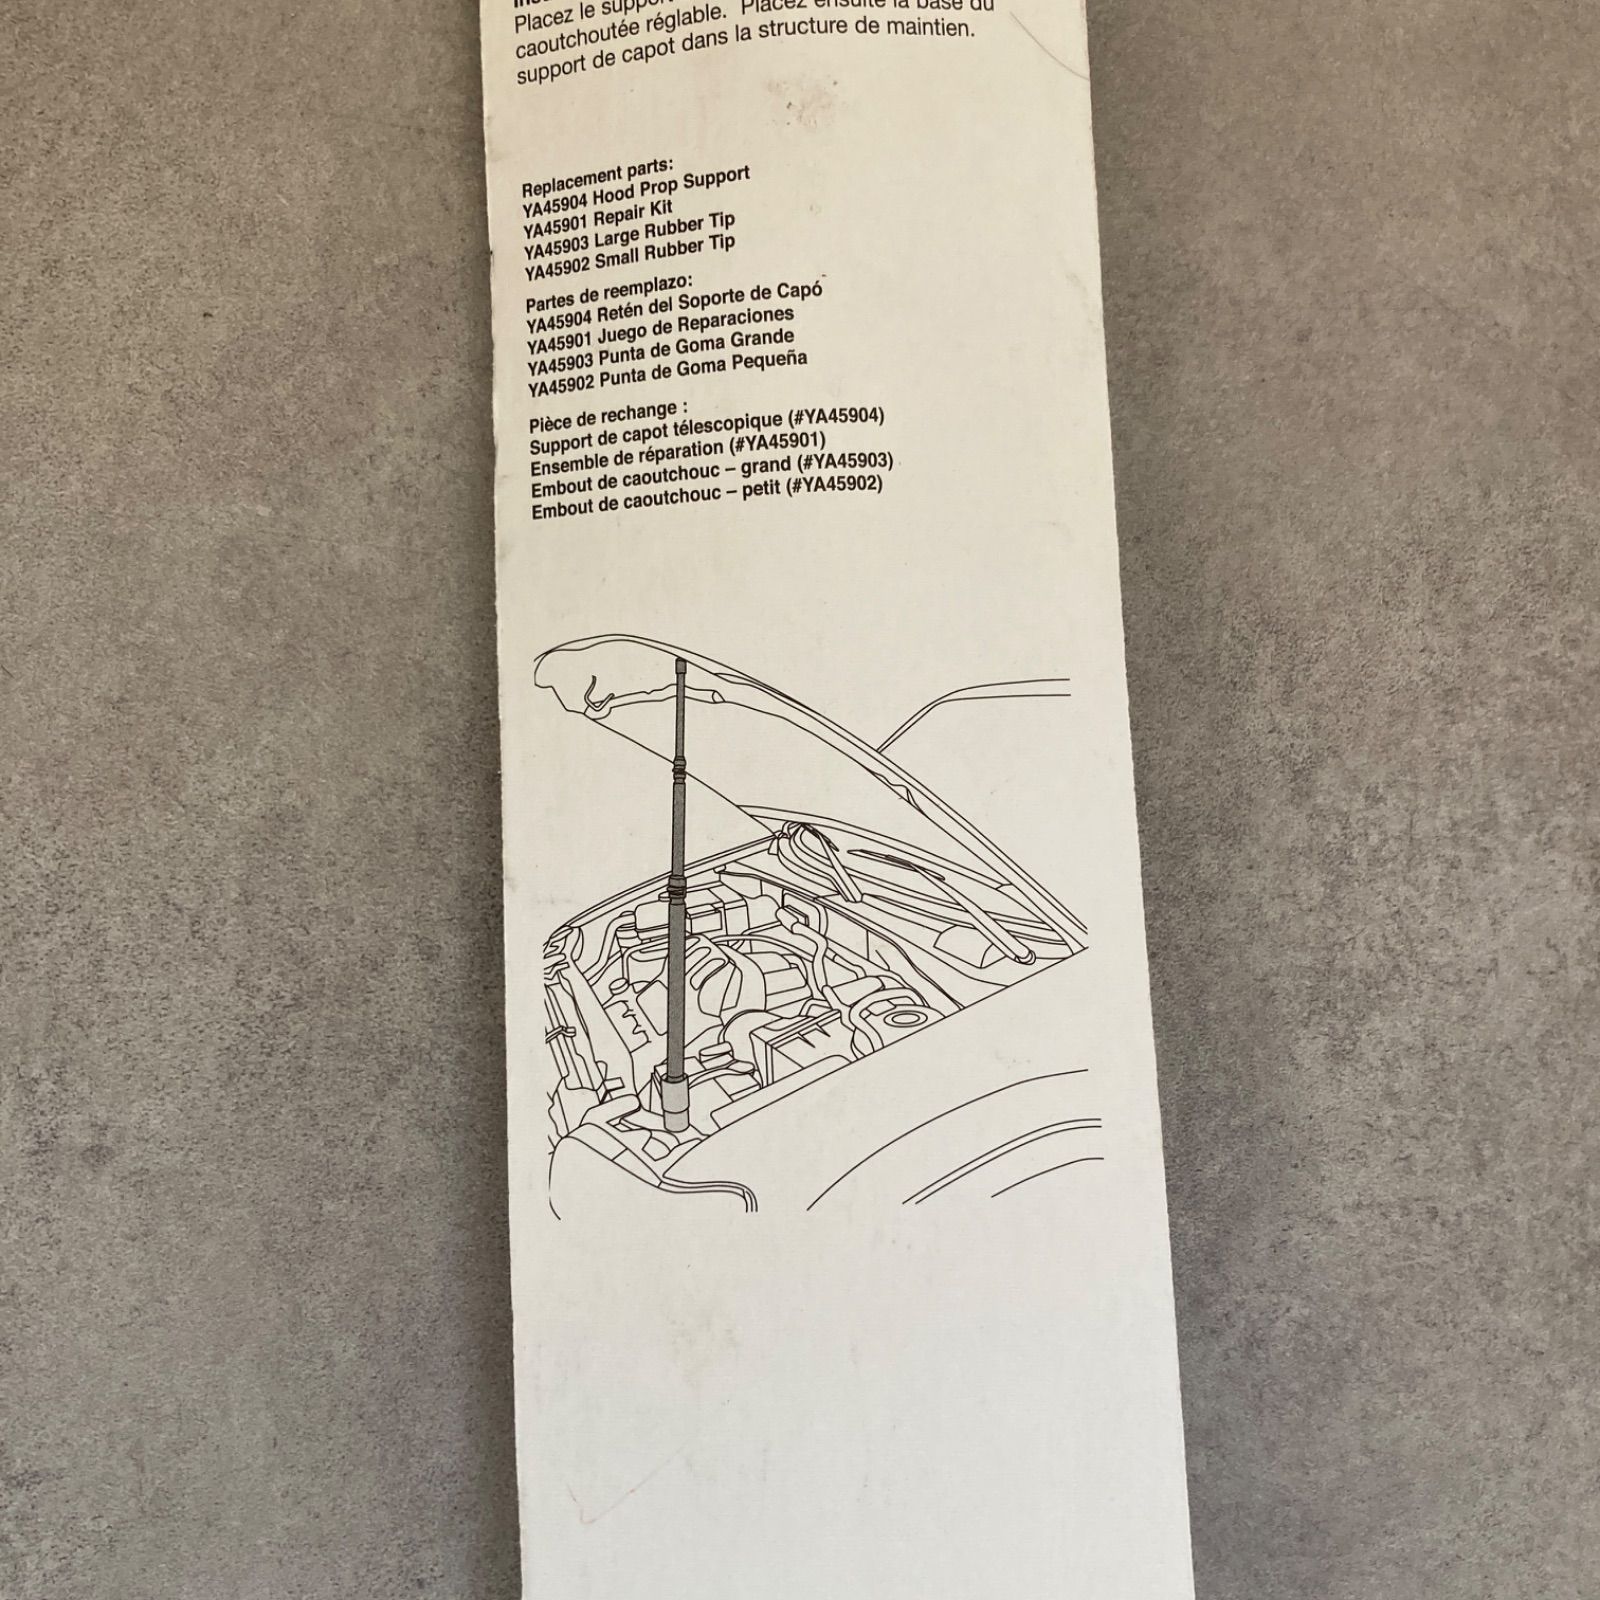 Placez le support
caoutchoutée réglable. Placez ensuite la base du
support de capot dans la structure de maintien.
Replacement parts:
YA45904 Hood Prop Support
YA45901 Repair Kit
YA45903 Large Rubber Tip
YA45902 Small Rubber Tip
Partes de reemplazo:
YA45904 Retén del Soporte de Capó
YA45901 Juego de Reparaciones
YA45903 Punta de Goma Grande
YA45902 Punta de Goma Pequeña
Pièce de rechange :
Support de capot télescopique (#YA45904)
Ensemble de réparation (#YA45901)
Embout de caoutchouc – grand (#YA45903)
Embout de caoutchouc – petit (#YA45902)